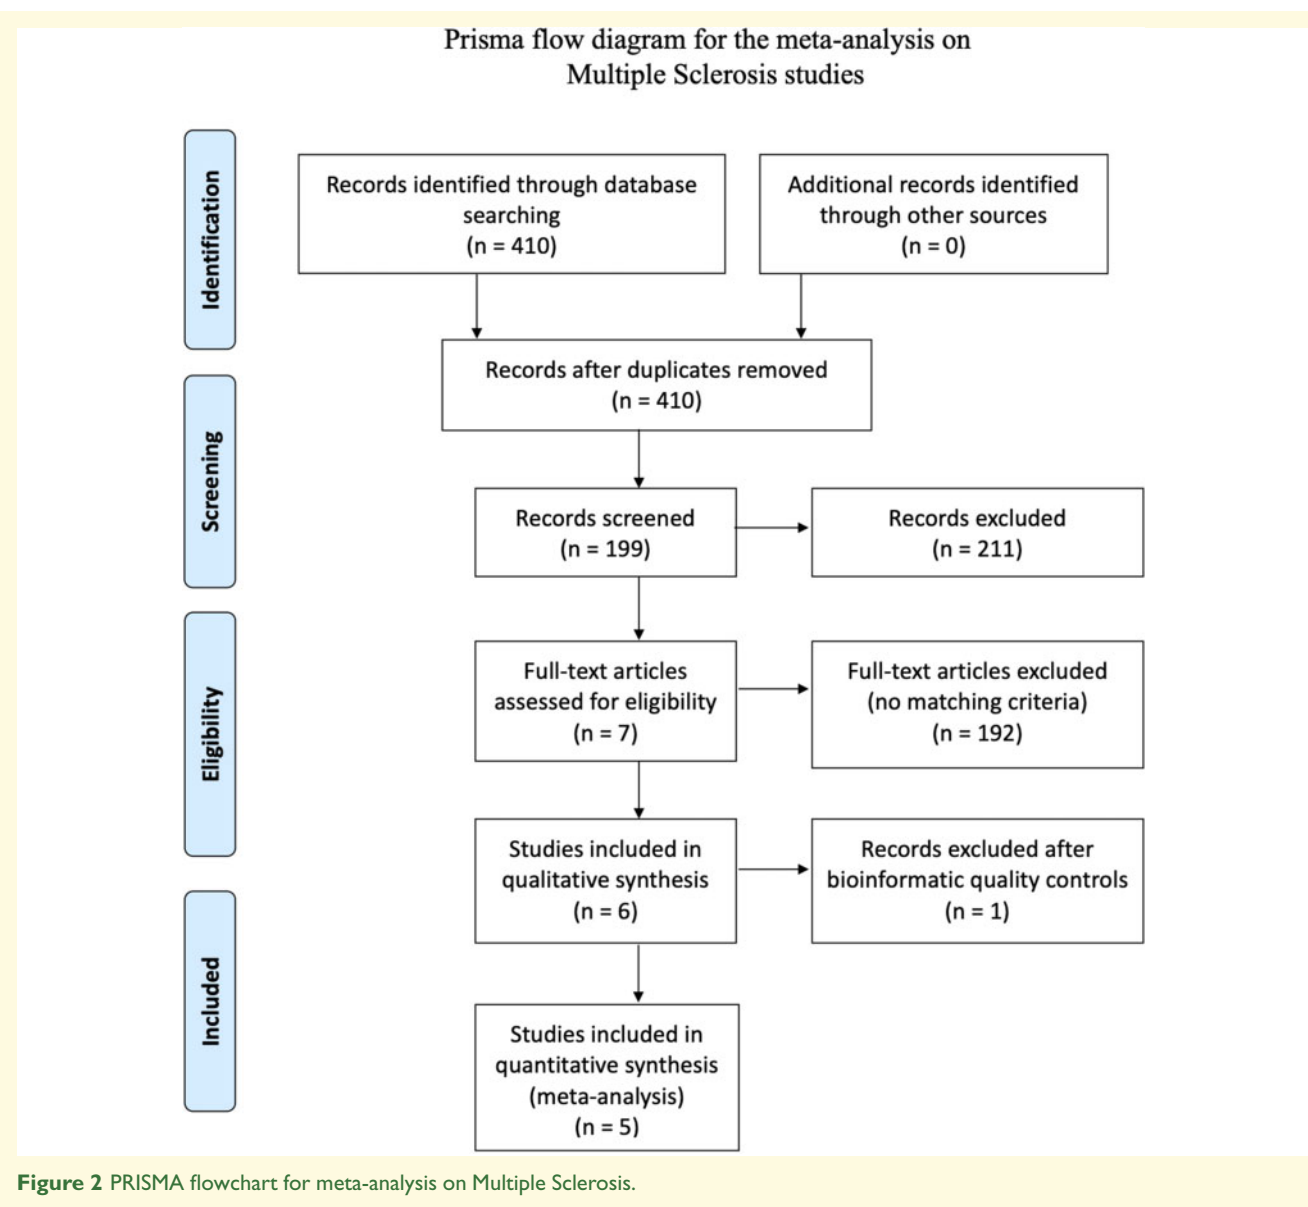 Prisma flow diagram for the meta-analysis on
Multiple Sclerosis studies
Identification
Records identified through database
searching
(n = 410)
Additional records identified
through other sources
(n = 0)
Records after duplicates removed
(n = 410)
Screening
Records screened
(n = 199)
Records excluded
(n = 211)
Eligibility
Full-text articles
assessed for eligibility
(n = 7)
Full-text articles excluded
(no matching criteria)
(n = 192)
Studies included in
qualitative synthesis
(n = 6)
Records excluded after
bioinformatic quality controls
(n = 1)
Included
Studies included in
quantitative synthesis
(meta-analysis)
(n = 5)
Figure 2 PRISMA flowchart for meta-analysis on Multiple Sclerosis.